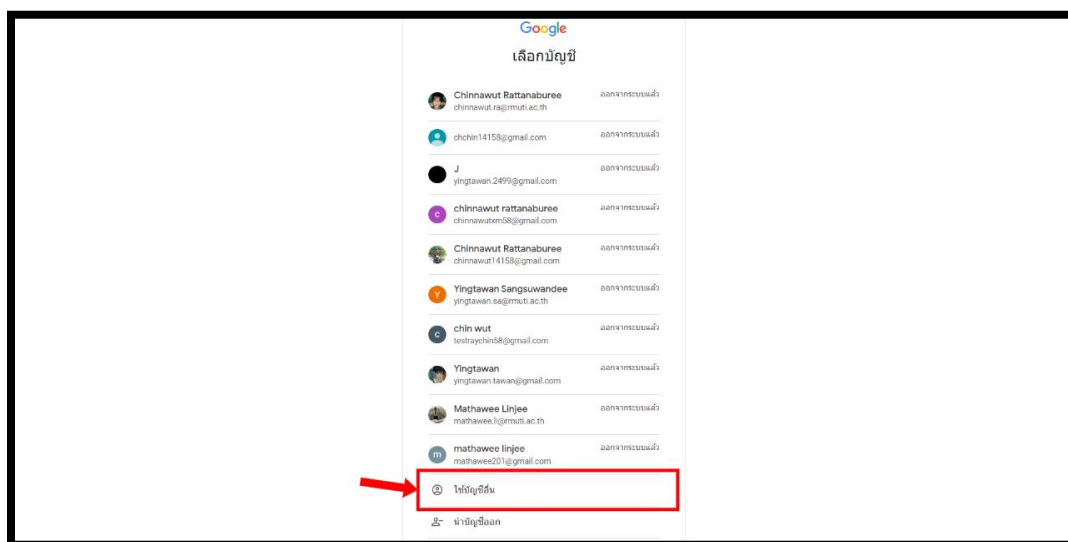 Google
เลือกบัญชี
Chinnawut Rattanaburee ออกจากระบบแล้ว
chinnawut.ra@rmuti.ac.th
chchin14158@gmail.com ออกจากระบบแล้ว
J ออกจากระบบแล้ว
yingtawan.2499@gmail.com
c chinnawut rattanaburee ออกจากระบบแล้ว
chinnawutxm58@gmail.com
Chinnawut Rattanaburee ออกจากระบบแล้ว
chinnawut14158@gmail.com
Y Yingtawan Sangsuwandee ออกจากระบบแล้ว
yingtawan.sa@rmuti.ac.th
c chin wut ออกจากระบบแล้ว
testraychin58@gmail.com
Yingtawan ออกจากระบบแล้ว
yingtawan.tawan@gmail.com
Mathawee Linjee ออกจากระบบแล้ว
mathawee.li@rmuti.ac.th
m mathawee linjee ออกจากระบบแล้ว
mathawee201@gmail.com
ใช้บัญชีอื่น
นำบัญชีออก